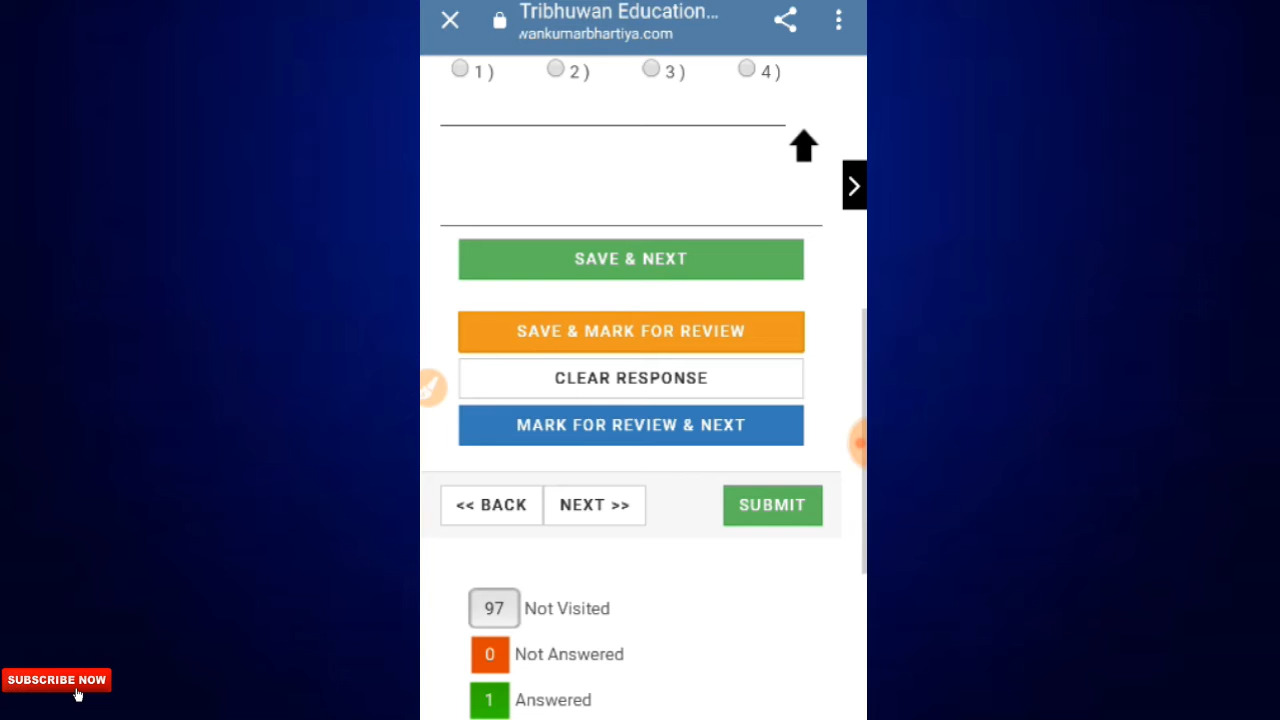 Tribhuwan Education...
wankumarbhartiya.com
1 ) 2 ) 3 ) 4 )
SAVE & NEXT
SAVE & MARK FOR REVIEW
CLEAR RESPONSE
MARK FOR REVIEW & NEXT
<< BACK NEXT >> SUBMIT
97 Not Visited
0 Not Answered
1 Answered
SUBSCRIBE NOW